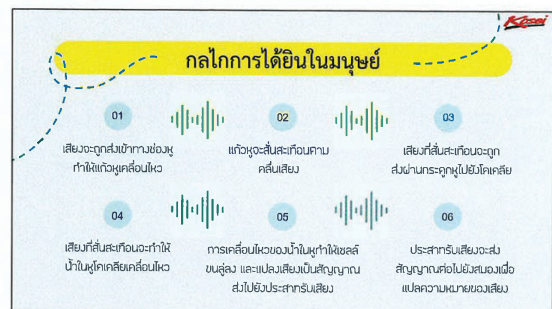 Kosei
กลไกการได้ยินในมนุษย์
01
เสียงจะถูกส่งเข้าทางช่องหู
ทำให้แก้วหูเคลื่อนไหว
02
แก้วหูจะสั่นสะเทือนตาม
คลื่นเสียง
03
เสียงที่สั่นสะเทือนจะถูก
ส่งผ่านกระดูกหูไปยังโคเคลีย
04
เสียงที่สั่นสะเทือนจะทำให้
น้ำในหูโคเคลียเคลื่อนไหว
05
การเคลื่อนไหวของน้ำในหูทำให้เซลล์
ขนลู่ลง และแปลงเสียงเป็นสัญญาณ
ส่งไปยังประสาทรับเสียง
06
ประสาทรับเสียงจะส่ง
สัญญาณต่อไปยังสมองเพื่อ
แปลความหมายของเสียง